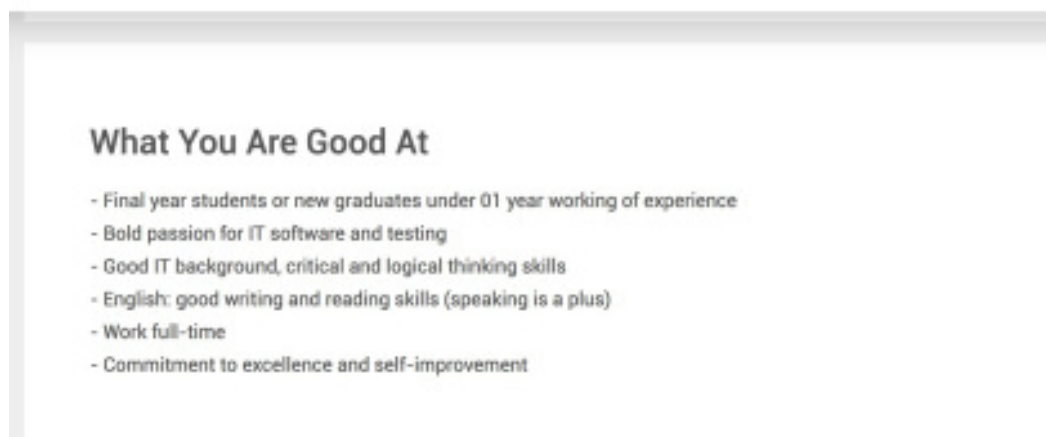 What You Are Good At
- Final year students or new graduates under 01 year working of experience
- Bold passion for IT software and testing
- Good IT background, critical and logical thinking skills
- English: good writing and reading skills (speaking is a plus)
- Work full-time
- Commitment to excellence and self-improvement